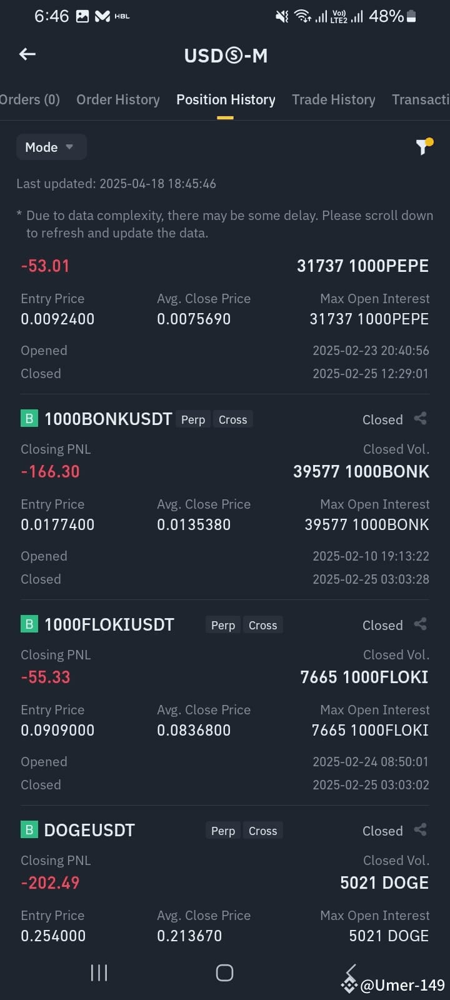 6:46 HBL Vo)) LTE2 48%
USDⓈ-M
Orders (0) Order History Position History Trade History Transacti
Mode
Last updated: 2025-04-18 18:45:46
* Due to data complexity, there may be some delay. Please scroll down
to refresh and update the data.
-53.01 31737 1000PEPE
Entry Price Avg. Close Price Max Open Interest
0.0092400 0.0075690 31737 1000PEPE
Opened 2025-02-23 20:40:56
Closed 2025-02-25 12:29:01
B 1000BONKUSDT Perp Cross Closed
Closing PNL Closed Vol.
-166.30 39577 1000BONK
Entry Price Avg. Close Price Max Open Interest
0.0177400 0.0135380 39577 1000BONK
Opened 2025-02-10 19:13:22
Closed 2025-02-25 03:03:28
B 1000FLOKIUSDT Perp Cross Closed
Closing PNL Closed Vol.
-55.33 7665 1000FLOKI
Entry Price Avg. Close Price Max Open Interest
0.0909000 0.0836800 7665 1000FLOKI
Opened 2025-02-24 08:50:01
Closed 2025-02-25 03:03:02
B DOGEUSDT Perp Cross Closed
Closing PNL Closed Vol.
-202.49 5021 DOGE
Entry Price Avg. Close Price Max Open Interest
0.254000 0.213670 5021 DOGE
@Umer-149